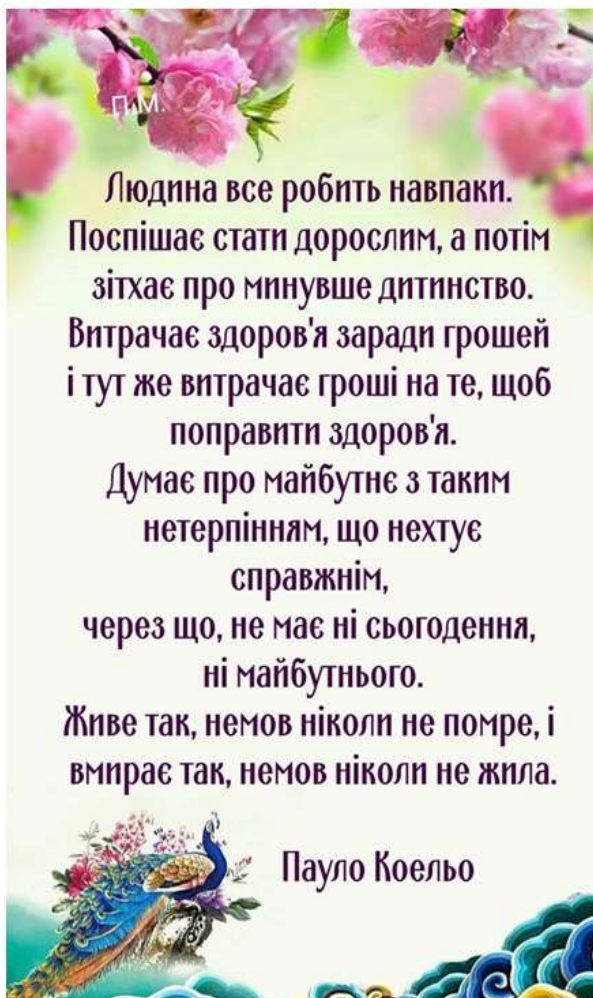 П.М.
Людина все робить навпаки.
Поспішає стати дорослим, а потім
зітхає про минувше дитинство.
Витрачає здоров'я заради грошей
і тут же витрачає гроші на те, щоб
поправити здоров'я.
Думає про майбутнє з таким
нетерпінням, що нехтує
справжнім,
через що, не має ні сьогодення,
ні майбутнього.
Живе так, немов ніколи не помре, і
вмирає так, немов ніколи не жила.
Пауло Коельо